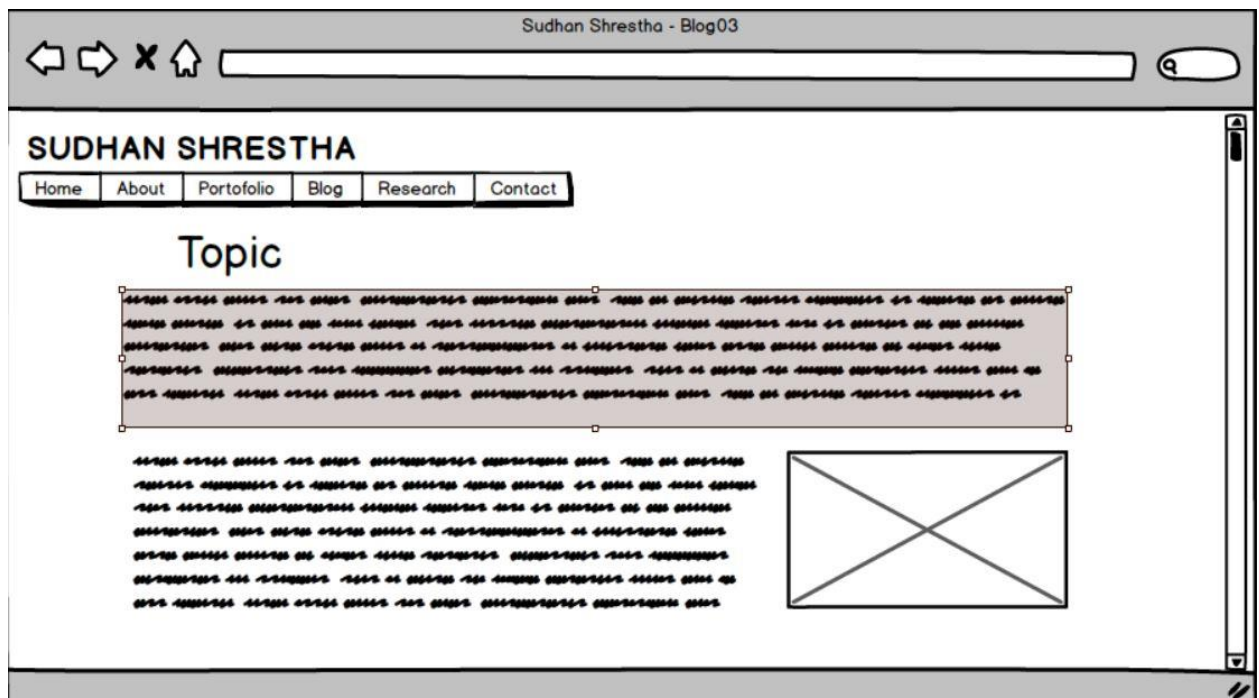 Sudhan Shrestha - Blog03
SUDHAN SHRESTHA
Home About Portofolio Blog Research Contact
Topic